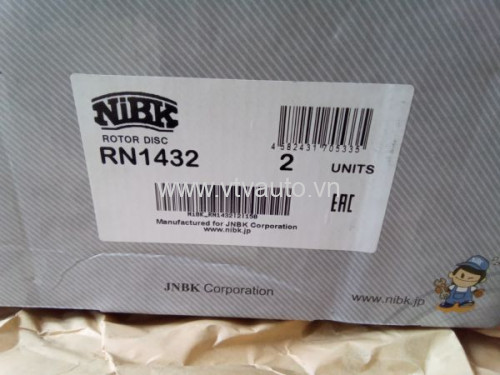 NiBK
ROTOR DISC
RN1432
4 582437 705335
2 UNITS
www.vtvauto.vn
EAC
Manufactured for JNBK Corporation
www.nibk.jp
JNBK Corporation
www.nibk.jp